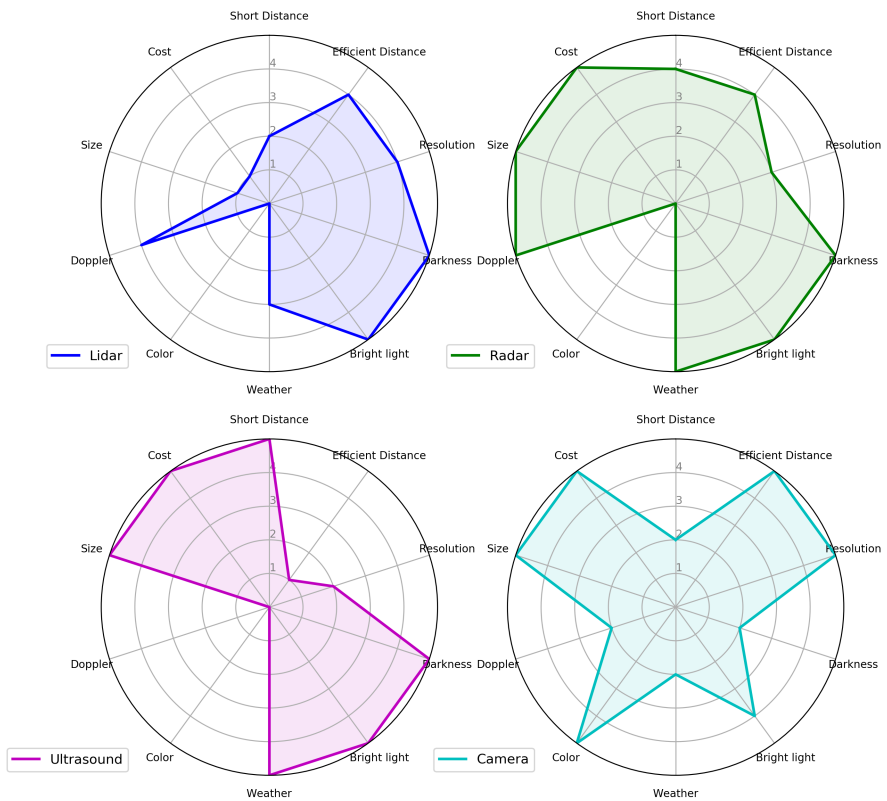 Short Distance
Cost
Efficient Distance
4
3
Size
Resolution
2
1
Doppler
Darkness
Color
Bright light
Lidar
Weather
Short Distance
Cost
Efficient Distance
4
3
Size
Resolution
2
1
Doppler
Darkness
Color
Bright light
Radar
Weather
Short Distance
Cost
Efficient Distance
4
3
Size
Resolution
2
1
Doppler
Darkness
Color
Bright light
Ultrasound
Weather
Short Distance
Cost
Efficient Distance
4
3
Size
Resolution
2
1
Doppler
Darkness
Color
Bright light
Camera
Weather